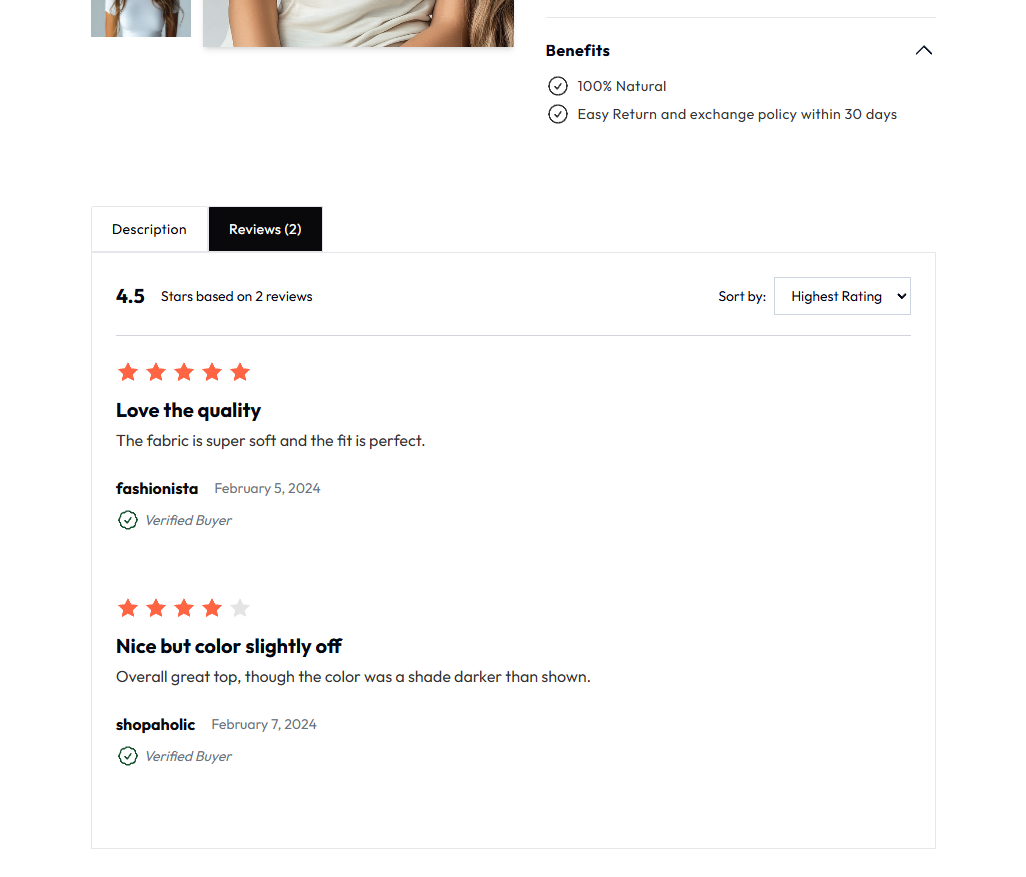 Benefits
100% Natural
Easy Return and exchange policy within 30 days
Description
Reviews (2)
4.5 Stars based on 2 reviews
Sort by: Highest Rating
Love the quality
The fabric is super soft and the fit is perfect.
fashionista February 5, 2024
Verified Buyer
Nice but color slightly off
Overall great top, though the color was a shade darker than shown.
shopaholic February 7, 2024
Verified Buyer